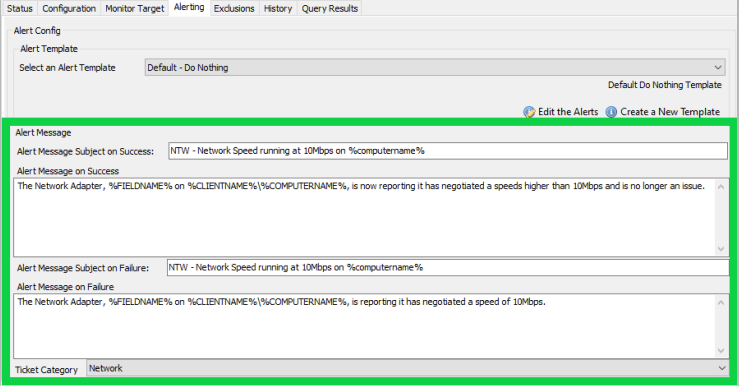 Status Configuration Monitor Target Alerting Exclusions History Query Results
Alert Config
Alert Template
Select an Alert Template Default - Do Nothing
Default Do Nothing Template
Edit the Alerts Create a New Template
Alert Message
Alert Message Subject on Success: NTW - Network Speed running at 10Mbps on %computername%
Alert Message on Success
The Network Adapter, %FIELDNAME% on %CLIENTNAME%\%COMPUTERNAME%, is now reporting it has negotiated a speeds higher than 10Mbps and is no longer an issue.
Alert Message Subject on Failure: NTW - Network Speed running at 10Mbps on %computername%
Alert Message on Failure
The Network Adapter, %FIELDNAME% on %CLIENTNAME%\%COMPUTERNAME%, is reporting it has negotiated a speed of 10Mbps.
Ticket Category Network